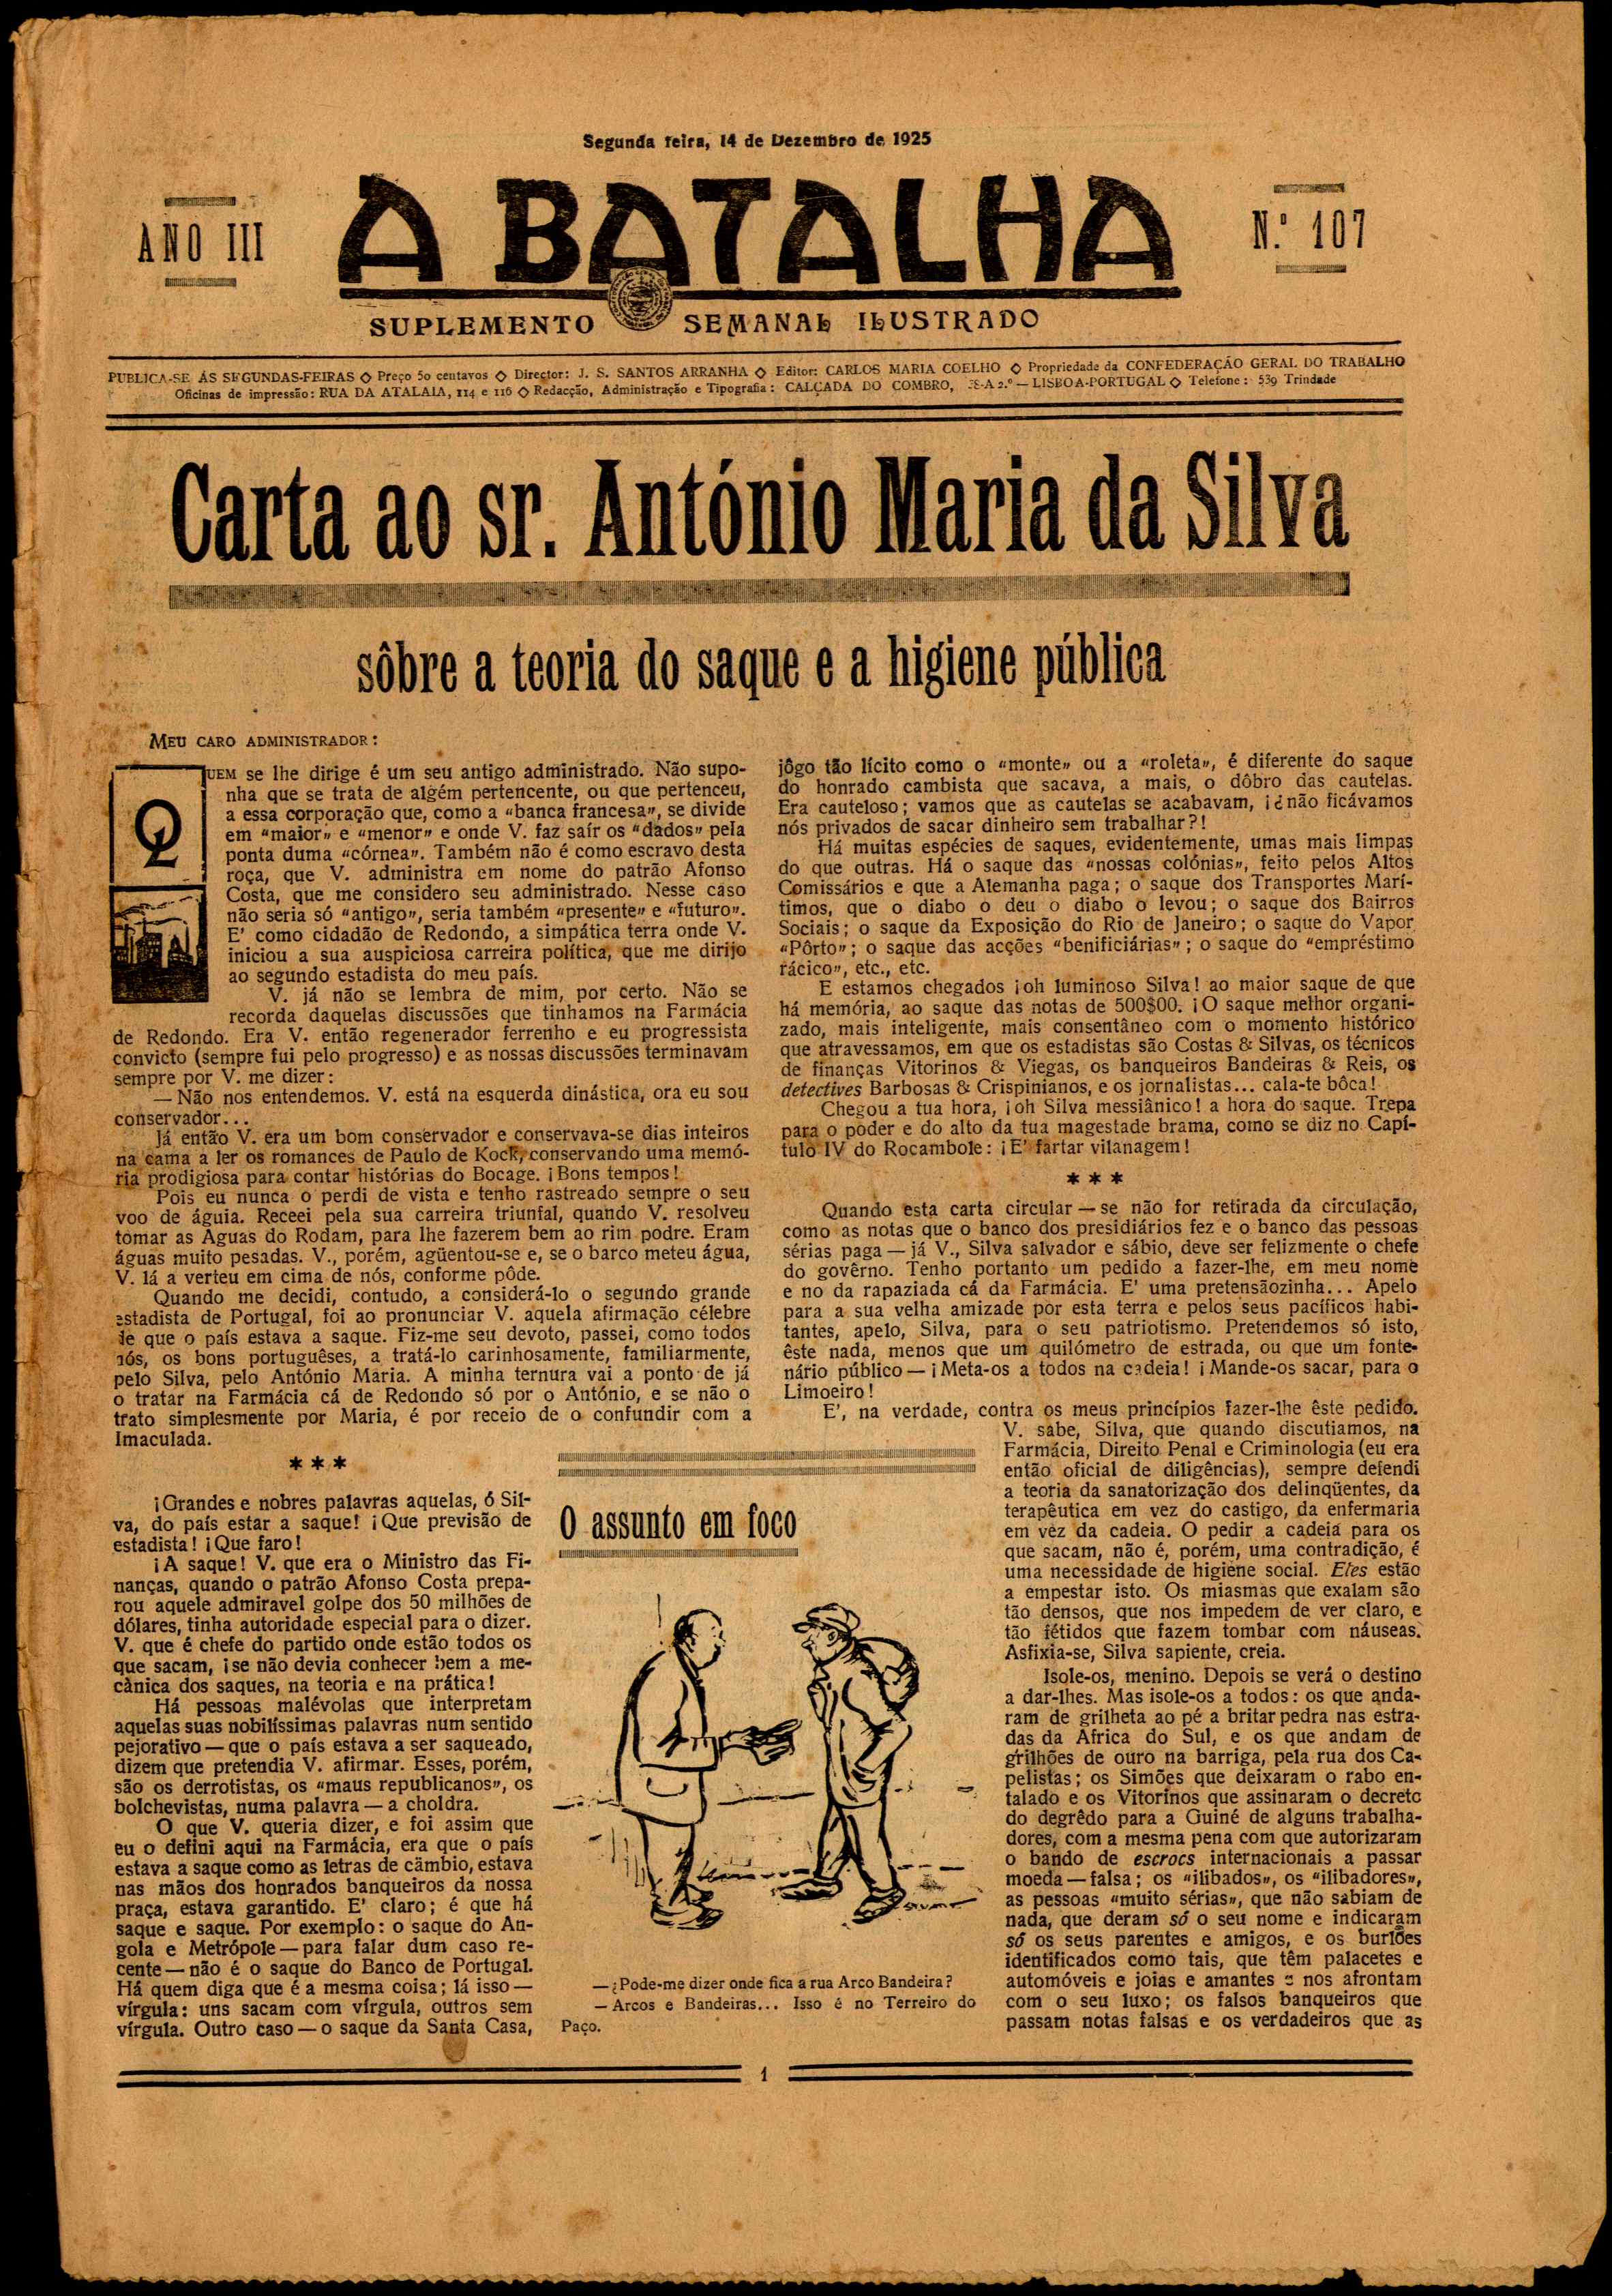 Segunda feira, 14 de Dezembro de 1925
ANO III
A BATALHA
N.º 107
SUPLEMENTO SEMANAL ILUSTRADO
PUBLICA-SE ÁS SEGUNDAS-FEIRAS ◇ Preço 50 centavos ◇ Director: J. S. SANTOS ARRANHA ◇ Editor: CARLOS MARIA COELHO ◇ Propriedade da CONFEDERAÇÃO GERAL DO TRABALHO
Oficinas de impressão: RUA DA ATALAIA, 114 e 116 ◇ Redacção, Administração e Tipografia: CALÇADA DO COMBRO, 38-A 2.º — LISBOA-PORTUGAL ◇ Telefone: 539 Trindade
Carta ao sr. António Maria da Silva
sôbre a teoria do saque e a higiene pública
MEU CARO ADMINISTRADOR:
QUEM se lhe dirige é um seu antigo administrado. Não supo-
nha que se trata de algém pertencente, ou que pertenceu,
a essa corporação que, como a «banca francesa», se divide
em «maior» e «menor» e onde V. faz saír os «dados» pela
ponta duma «córnea». Também não é como escravo desta
roça, que V. administra em nome do patrão Afonso
Costa, que me considero seu administrado. Nesse caso
não seria só «antigo», seria também «presente» e «futuro».
E' como cidadão de Redondo, a simpática terra onde V.
iniciou a sua auspiciosa carreira política, que me dirijo
ao segundo estadista do meu país.
V. já não se lembra de mim, por certo. Não se
recorda daquelas discussões que tinhamos na Farmácia
de Redondo. Era V. então regenerador ferrenho e eu progressista
convicto (sempre fui pelo progresso) e as nossas discussões terminavam
sempre por V. me dizer:
— Não nos entendemos. V. está na esquerda dinástica, ora eu sou
conservador...
Já então V. era um bom conservador e conservava-se dias inteiros
na cama a ler os romances de Paulo de Kock, conservando uma memó-
ria prodigiosa para contar histórias do Bocage. ¡Bons tempos!
Pois eu nunca o perdi de vista e tenho rastreado sempre o seu
voo de águia. Receei pela sua carreira triunfal, quando V. resolveu
tomar as Aguas do Rodam, para lhe fazerem bem ao rim podre. Eram
águas muito pesadas. V., porém, agüentou-se e, se o barco meteu água,
V. lá a verteu em cima de nós, conforme pôde.
Quando me decidi, contudo, a considerá-lo o segundo grande
estadista de Portugal, foi ao pronunciar V. aquela afirmação célebre
de que o país estava a saque. Fiz-me seu devoto, passei, como todos
nós, os bons portuguêses, a tratá-lo carinhosamente, familiarmente,
pelo Silva, pelo António Maria. A minha ternura vai a ponto de já
o tratar na Farmácia cá de Redondo só por o António, e se não o
trato simplesmente por Maria, é por receio de o confundir com a
Imaculada.
* * *
¡Grandes e nobres palavras aquelas, ó Sil-
va, do país estar a saque! ¡Que previsão de
estadista! ¡Que faro!
¡A saque! V. que era o Ministro das Fi-
nanças, quando o patrão Afonso Costa prepa-
rou aquele admiravel golpe dos 50 milhões de
dólares, tinha autoridade especial para o dizer.
V. que é chefe do partido onde estão todos os
que sacam, ¡se não devia conhecer bem a me-
cânica dos saques, na teoria e na prática!
Há pessoas malévolas que interpretam
aquelas suas nobilíssimas palavras num sentido
pejorativo — que o país estava a ser saqueado,
dizem que pretendia V. afirmar. Esses, porém,
são os derrotistas, os «maus republicanos», os
bolchevistas, numa palavra — a choldra.
O que V. queria dizer, e foi assim que
eu o defini aqui na Farmácia, era que o país
estava a saque como as letras de câmbio, estava
nas mãos dos honrados banqueiros da nossa
praça, estava garantido. E' claro; é que há
saque e saque. Por exemplo: o saque do An-
gola e Metrópole — para falar dum caso re-
cente — não é o saque do Banco de Portugal.
Há quem diga que é a mesma coisa; lá isso —
vírgula: uns sacam com vírgula, outros sem
vírgula. Outro caso — o saque da Santa Casa,
O assunto em foco
— ¿Pode-me dizer onde fica a rua Arco Bandeira?
— Arcos e Bandeiras... Isso é no Terreiro do
Paço.
jôgo tão lícito como o «monte» ou a «roleta», é diferente do saque
do honrado cambista que sacava, a mais, o dôbro das cautelas.
Era cauteloso; vamos que as cautelas se acabavam, ¡¿não ficávamos
nós privados de sacar dinheiro sem trabalhar?!
Há muitas espécies de saques, evidentemente, umas mais limpas
do que outras. Há o saque das «nossas colónias», feito pelos Altos
Comissários e que a Alemanha paga; o saque dos Transportes Marí-
timos, que o diabo o deu o diabo o levou; o saque dos Bairros
Sociais; o saque da Exposição do Rio de Janeiro; o saque do Vapor
«Pôrto»; o saque das acções «benificiárias»; o saque do «empréstimo
rácico», etc., etc.
E estamos chegados ¡oh luminoso Silva! ao maior saque de que
há memória, ao saque das notas de 500$00. ¡O saque melhor organi-
zado, mais inteligente, mais consentâneo com o momento histórico
que atravessamos, em que os estadistas são Costas & Silvas, os técnicos
de finanças Vitorinos & Viegas, os banqueiros Bandeiras & Reis, os
detectives Barbosas & Crispinianos, e os jornalistas... cala-te bôca!
Chegou a tua hora, ¡oh Silva messiânico! a hora do saque. Trepa
para o poder e do alto da tua magestade brama, como se diz no Capí-
tulo IV do Rocambole: ¡E' fartar vilanagem!
* * *
Quando esta carta circular — se não for retirada da circulação,
como as notas que o banco dos presidiários fez e o banco das pessoas
sérias paga — já V., Silva salvador e sábio, deve ser felizmente o chefe
do govêrno. Tenho portanto um pedido a fazer-lhe, em meu nome
e no da rapaziada cá da Farmácia. E' uma pretensãozinha... Apelo
para a sua velha amizade por esta terra e pelos seus pacíficos habi-
tantes, apelo, Silva, para o seu patriotismo. Pretendemos só isto,
êste nada, menos que um quilómetro de estrada, ou que um fonte-
nário público — ¡Meta-os a todos na cadeia! ¡Mande-os sacar, para o
Limoeiro!
E', na verdade, contra os meus princípios fazer-lhe êste pedido.
V. sabe, Silva, que quando discutiamos, na
Farmácia, Direito Penal e Criminologia (eu era
então oficial de diligências), sempre defendi
a teoria da sanatorização dos delinqüentes, da
terapêutica em vez do castigo, da enfermaria
em vez da cadeia. O pedir a cadeia para os
que sacam, não é, porém, uma contradição, é
uma necessidade de higiene social. Eles estão
a empestar isto. Os miasmas que exalam são
tão densos, que nos impedem de ver claro, e
tão fétidos que fazem tombar com náuseas.
Asfixia-se, Silva sapiente, creia.
Isole-os, menino. Depois se verá o destino
a dar-lhes. Mas isole-os a todos: os que anda-
ram de grilheta ao pé a britar pedra nas estra-
das da Africa do Sul, e os que andam de
grilhões de ouro na barriga, pela rua dos Ca-
pelistas; os Simões que deixaram o rabo en-
talado e os Vitorinos que assinaram o decreto
do degrêdo para a Guiné de alguns trabalha-
dores, com a mesma pena com que autorizaram
o bando de escrocs internacionais a passar
moeda — falsa; os «ilibados», os «ilibadores»,
as pessoas «muito sérias», que não sabiam de
nada, que deram só o seu nome e indicaram
só os seus parentes e amigos, e os burlões
identificados como tais, que têm palacetes e
automóveis e joias e amantes e nos afrontam
com o seu luxo; os falsos banqueiros que
passam notas falsas e os verdadeiros que as
1